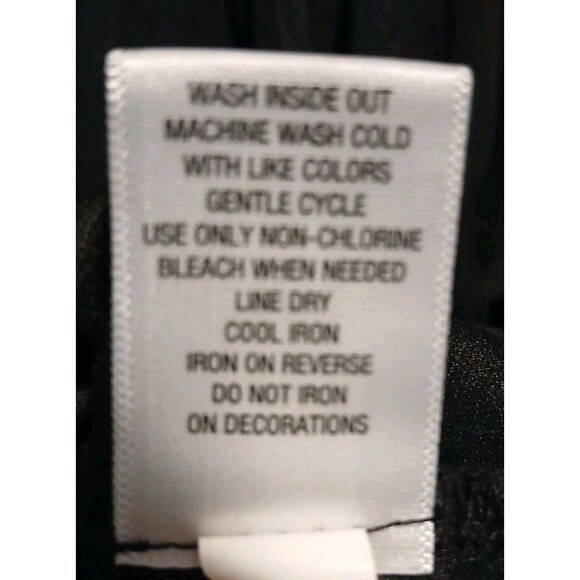 WASH INSIDE OUT
MACHINE WASH COLD
WITH LIKE COLORS
GENTLE CYCLE
USE ONLY NON-CHLORINE
BLEACH WHEN NEEDED
LINE DRY
COOL IRON
IRON ON REVERSE
DO NOT IRON
ON DECORATIONS